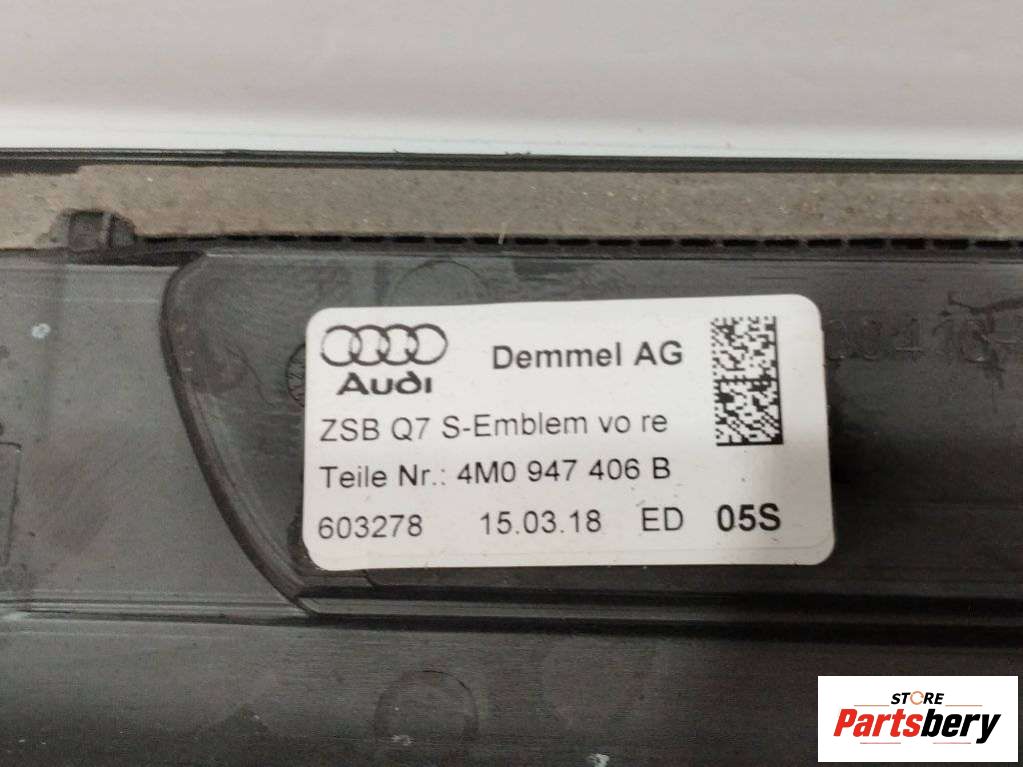 Audi
Demmel AG
ZSB Q7 S-Emblem vo re
Teile Nr.: 4M0 947 406 B
603278 15.03.18 ED 05S
STORE
Partsbery